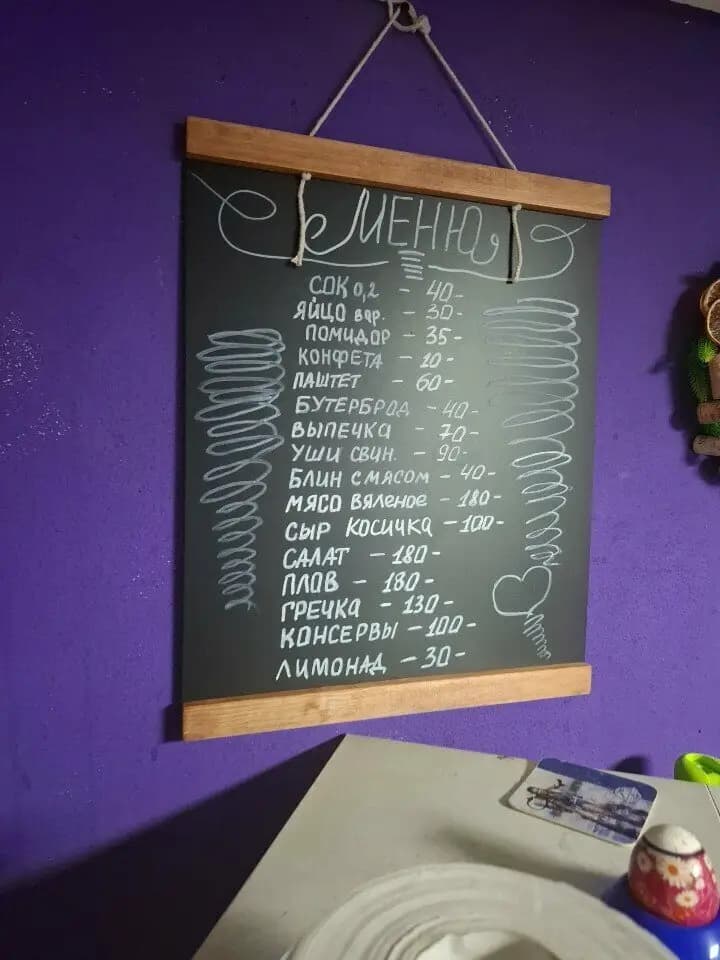 МЕНЮ
СОК 0,2 - 40-
ЯЙЦО вар. - 30-
ПОМИДОР - 35-
КОНФЕТА - 10-
ПАШТЕТ - 60-
БУТЕРБРОД - 40-
ВЫПЕЧКА - 70-
УШИ СВИН. - 90-
БЛИН С МЯСОМ - 40-
МЯСО ВЯЛЕНОЕ - 180-
СЫР КОСИЧКА - 100-
САЛАТ - 180-
ПЛОВ - 180-
ГРЕЧКА - 130-
КОНСЕРВЫ - 100-
ЛИМОНАД - 30-